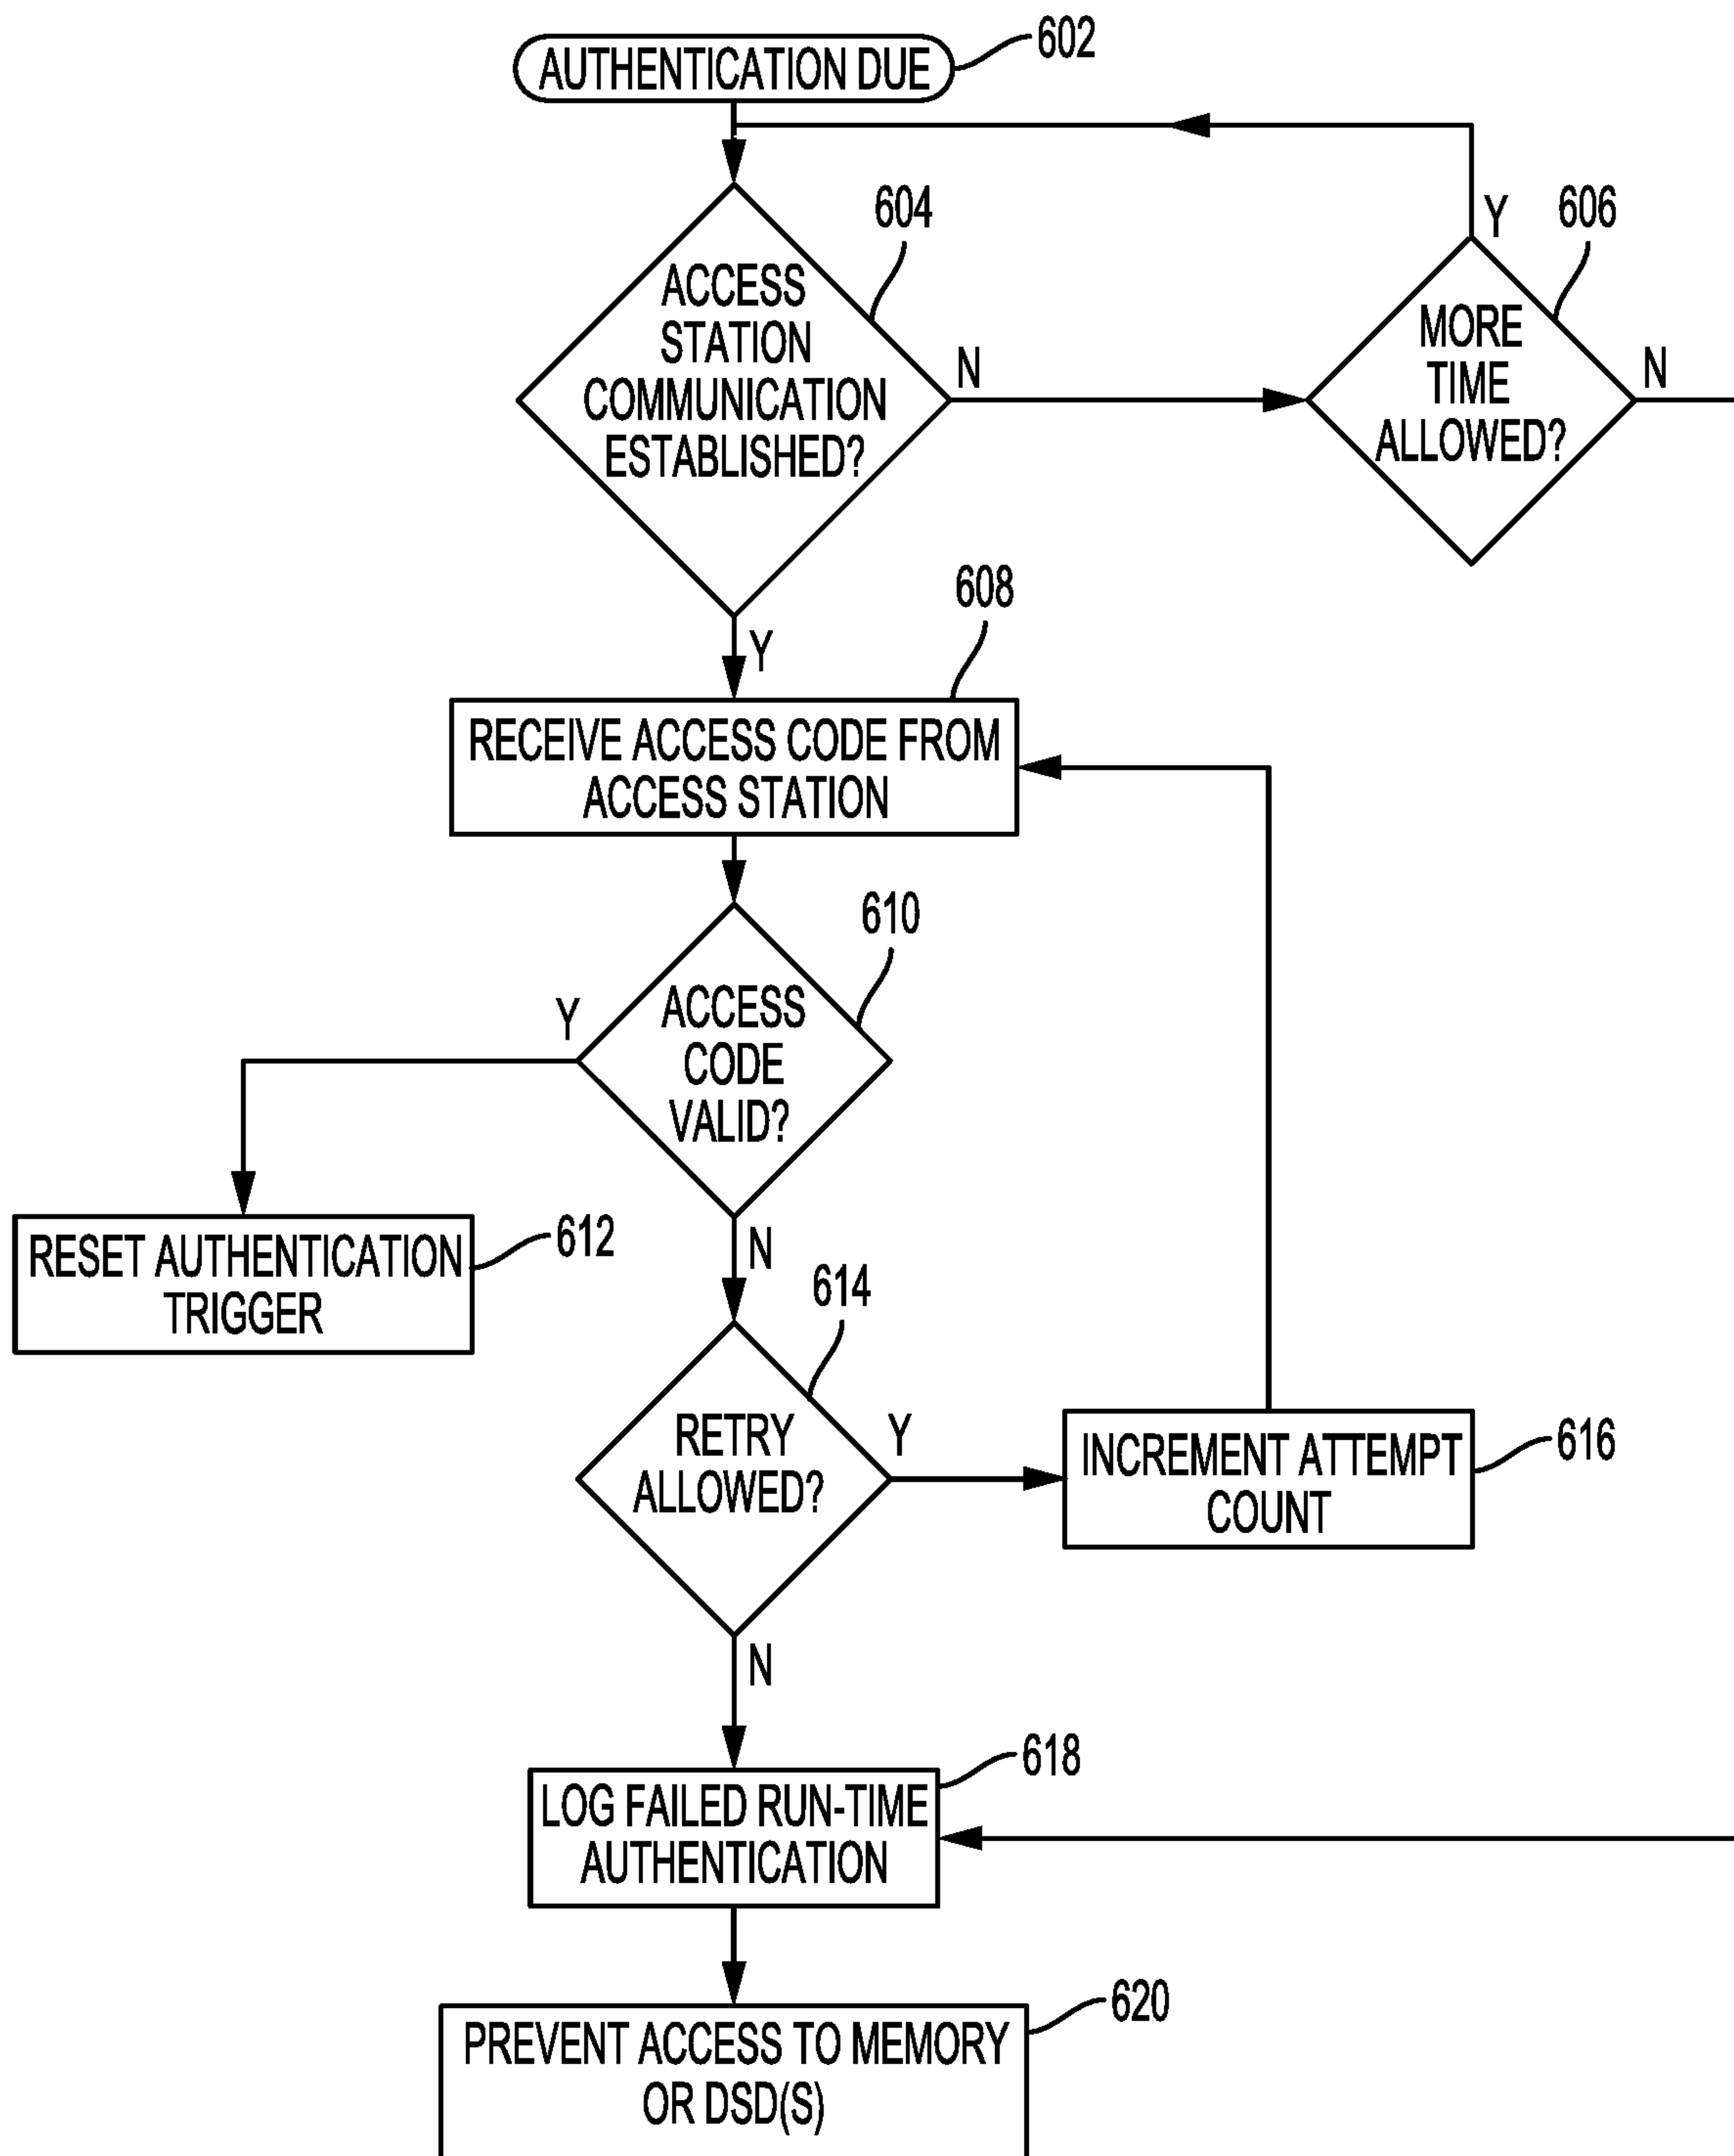 AUTHENTICATION DUE
602
ACCESS
STATION
COMMUNICATION
ESTABLISHED?
604
N
Y
MORE
TIME
ALLOWED?
606
Y
N
608
RECEIVE ACCESS CODE FROM
ACCESS STATION
610
ACCESS
CODE
VALID?
Y
N
RESET AUTHENTICATION
TRIGGER
612
614
RETRY
ALLOWED?
Y
N
INCREMENT ATTEMPT
COUNT
616
LOG FAILED RUN-TIME
AUTHENTICATION
618
PREVENT ACCESS TO MEMORY
OR DSD(S)
620